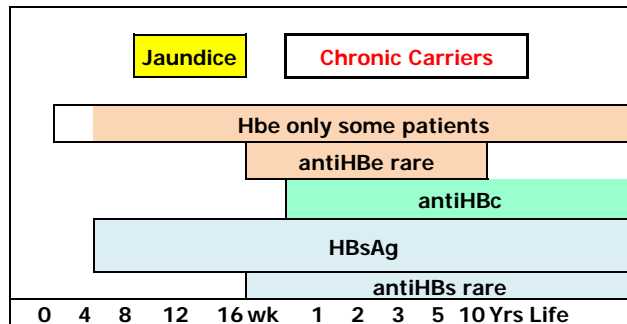 Jaundice
Chronic Carriers
Hbe only some patients
antiHBe rare
antiHBc
HBsAg
antiHBs rare
0 4 8 12 16 wk 1 2 3 5 10 Yrs Life